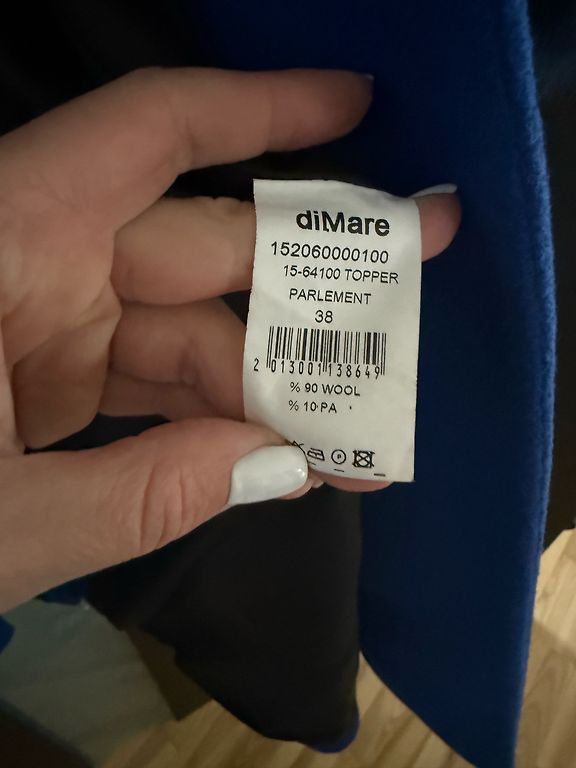 diMare
152060000100
15-64100 TOPPER
PARLEMENT
38
2 013001 138649
% 90 WOOL
% 10 PA
P